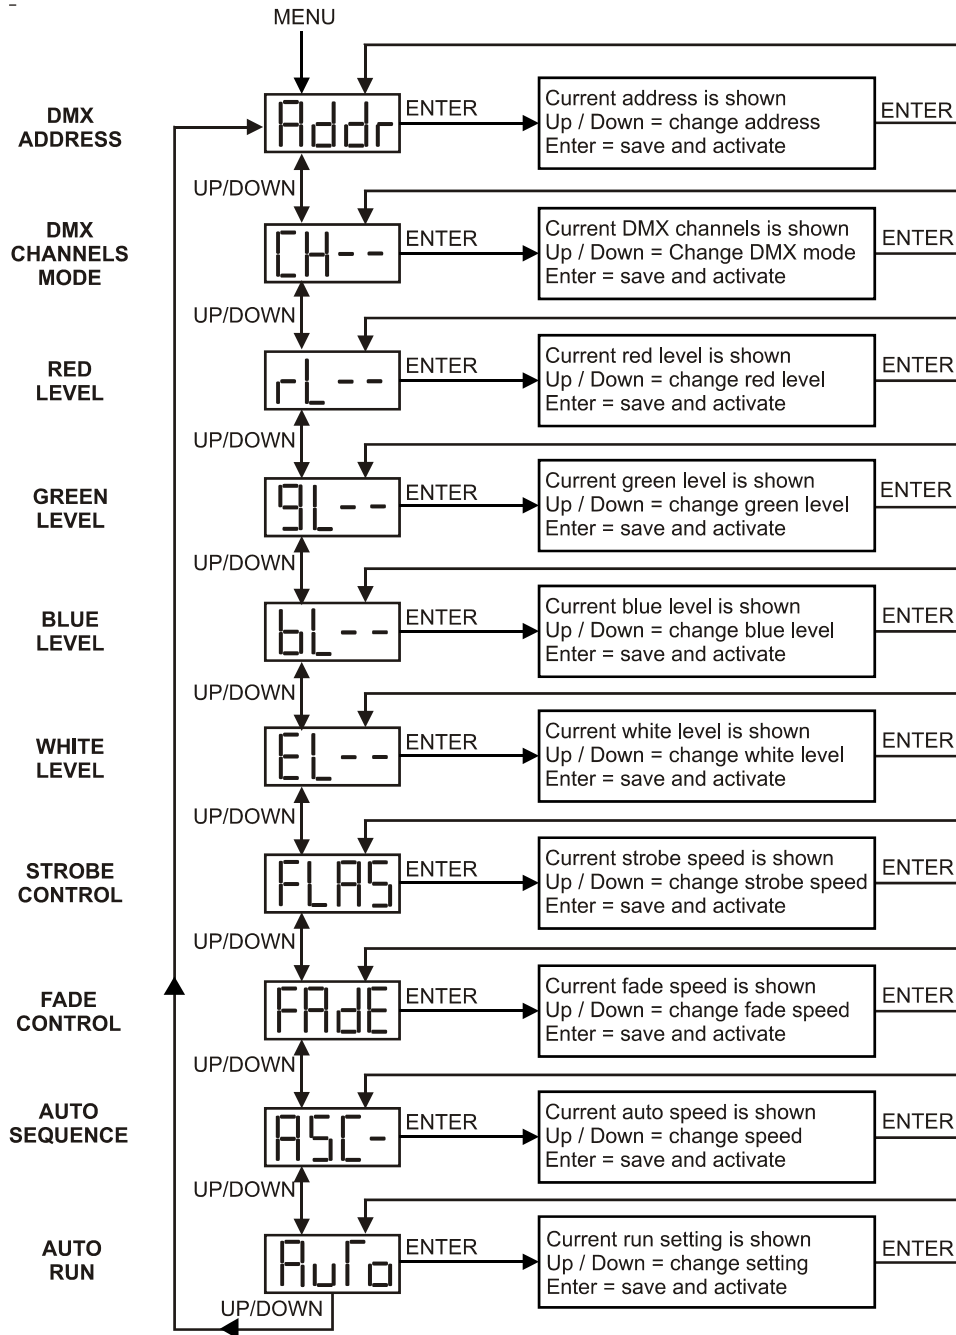 MENU
DMX
ADDRESS
Addr
ENTER
Current address is shown
Up / Down = change address
Enter = save and activate
ENTER
UP/DOWN
DMX
CHANNELS
MODE
CH--
ENTER
Current DMX channels is shown
Up / Down = Change DMX mode
Enter = save and activate
ENTER
UP/DOWN
RED
LEVEL
rL--
ENTER
Current red level is shown
Up / Down = change red level
Enter = save and activate
ENTER
UP/DOWN
GREEN
LEVEL
gL--
ENTER
Current green level is shown
Up / Down = change green level
Enter = save and activate
ENTER
UP/DOWN
BLUE
LEVEL
bL--
ENTER
Current blue level is shown
Up / Down = change blue level
Enter = save and activate
ENTER
UP/DOWN
WHITE
LEVEL
EL--
ENTER
Current white level is shown
Up / Down = change white level
Enter = save and activate
ENTER
UP/DOWN
STROBE
CONTROL
FLAS
ENTER
Current strobe speed is shown
Up / Down = change strobe speed
Enter = save and activate
ENTER
UP/DOWN
FADE
CONTROL
FAdE
ENTER
Current fade speed is shown
Up / Down = change fade speed
Enter = save and activate
ENTER
UP/DOWN
AUTO
SEQUENCE
ASC-
ENTER
Current auto speed is shown
Up / Down = change speed
Enter = save and activate
ENTER
UP/DOWN
AUTO
RUN
AuTo
ENTER
Current run setting is shown
Up / Down = change setting
Enter = save and activate
ENTER
UP/DOWN